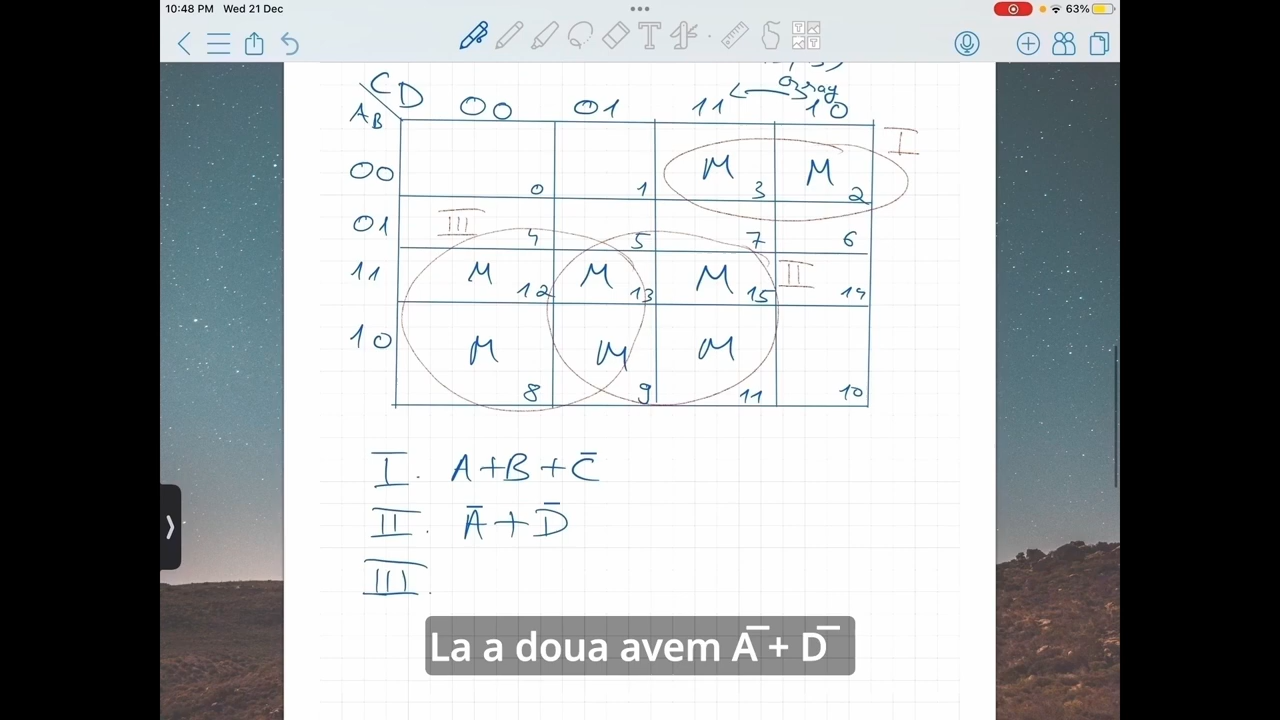 10:48 PM Wed 21 Dec
63%
Gray
CD 00 01 11 10
AB
I
00 M M
0 1 3 2
01 III
4 5 7 6
11 M M M II
12 13 15 14
10 M M M
8 9 11 10
I. A+B+C̄
II. Ā+D̄
III.
La a doua avem A̅ + D̅